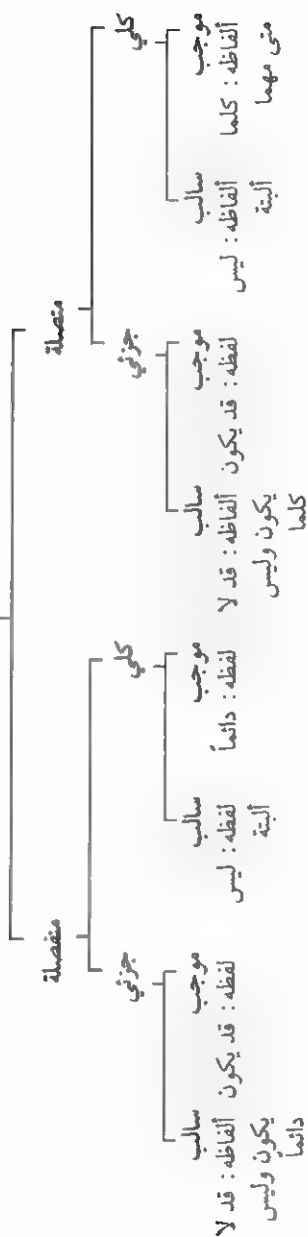 متصلة
منفصلة
كلي
جزئي
كلي
جزئي
موجب
سالب
موجب
سالب
موجب
سالب
موجب
سالب
ألفاظه : كلما
متى مهما
ألفاظه : ليس
ألبتة
لفظه : قد يكون
ألفاظه : قد لا
يكون وليس
كلما
لفظه : دائماً
لفظه : ليس
ألبتة
لفظه : قد يكون
ألفاظه : قد لا
يكون وليس
دائماً